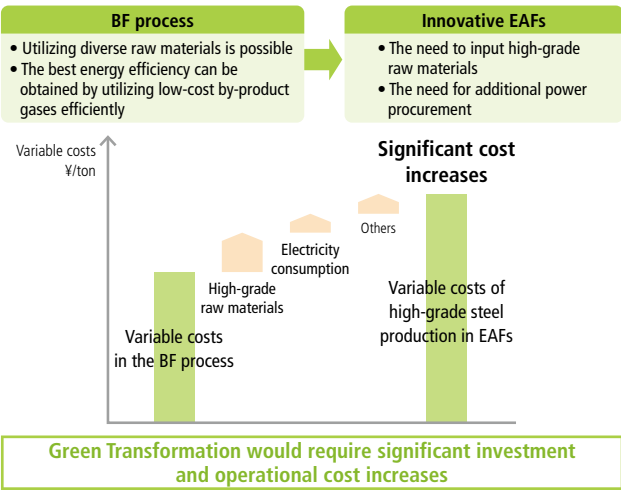 BF process
• Utilizing diverse raw materials is possible
• The best energy efficiency can be
obtained by utilizing low-cost by-product
gases efficiently
Innovative EAFs
• The need to input high-grade
raw materials
• The need for additional power
procurement
Variable costs
¥/ton
Significant cost
increases
Others
Electricity
consumption
High-grade
raw materials
Variable costs
in the BF process
Variable costs of
high-grade steel
production in EAFs
Green Transformation would require significant investment
and operational cost increases